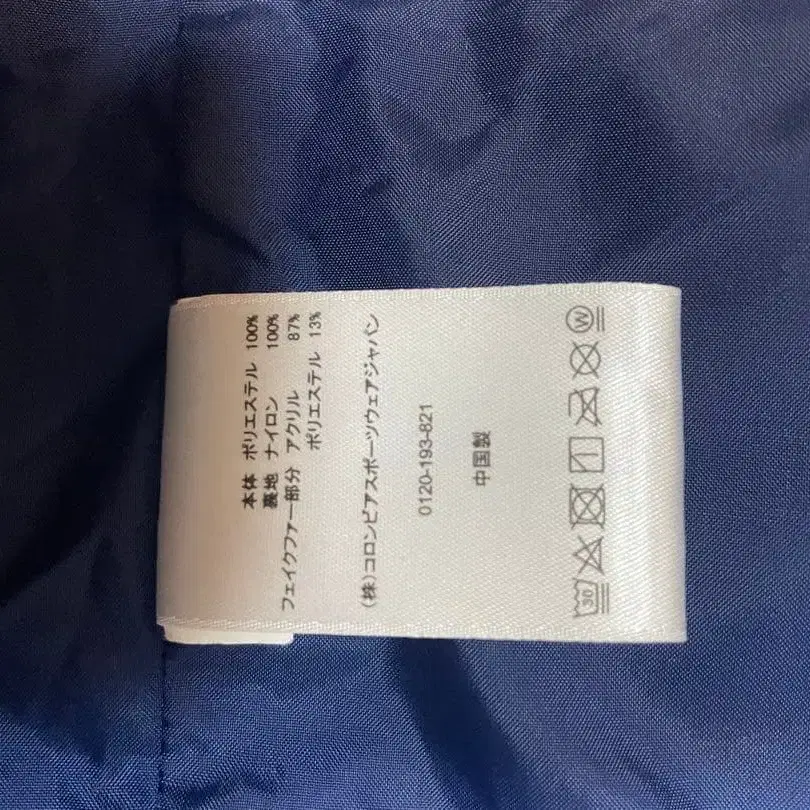 本体 ポリエステル 100%
裏地 ナイロン 100%
フェイクファー部分 アクリル 87%
ポリエステル 13%
(株)コロンビアスポーツウェアジャパン
0120-193-821
中国製
30 W